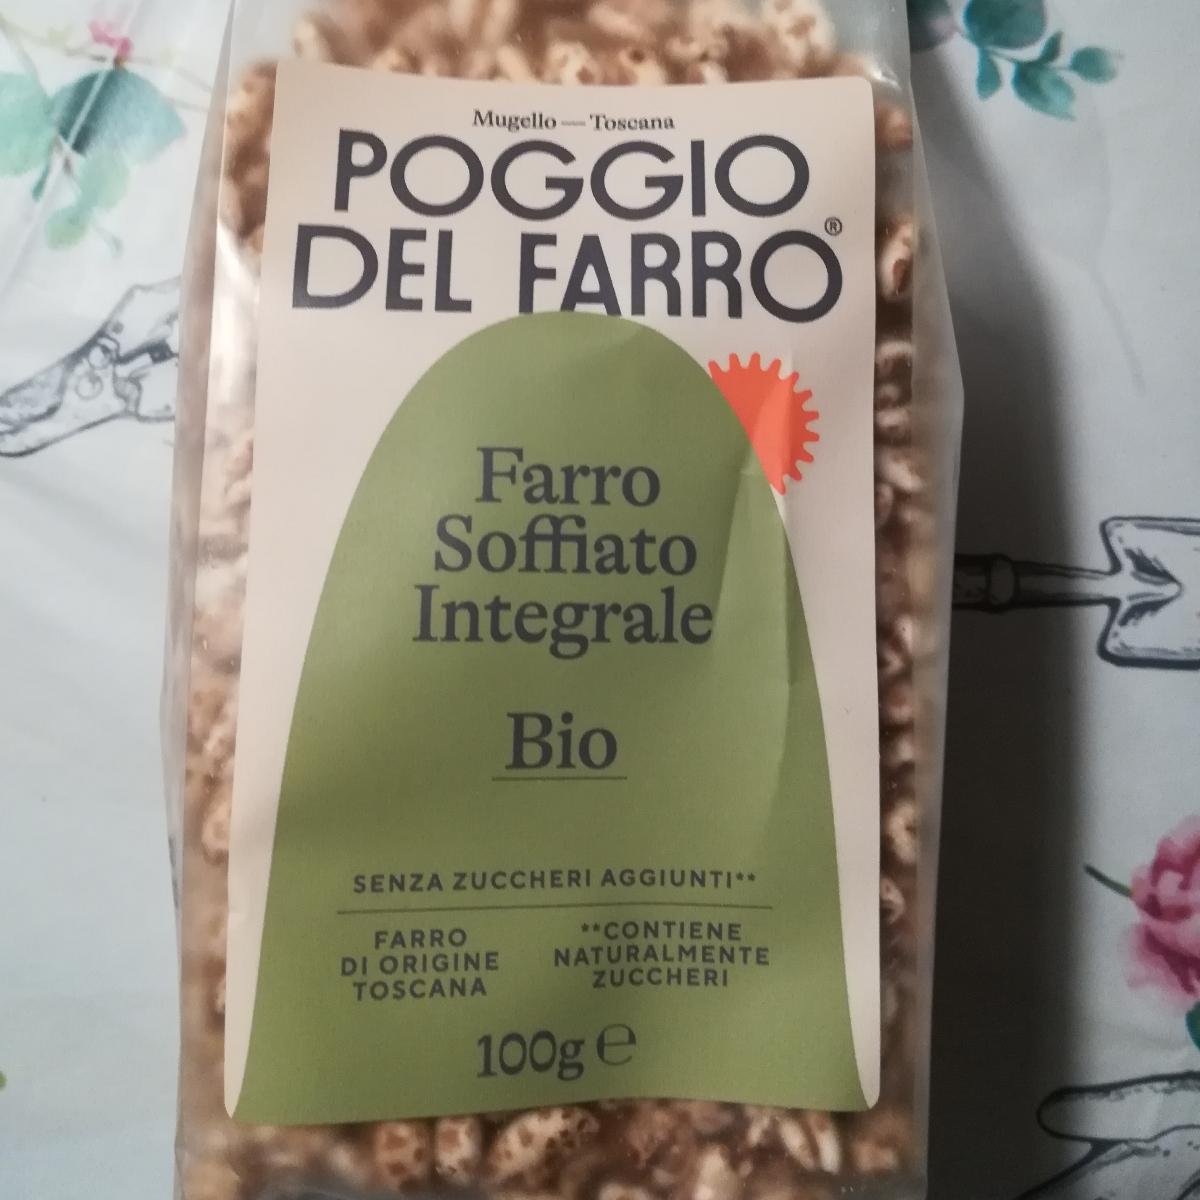 Mugello — Toscana
POGGIO
DEL FARRO®
Farro
Soffiato
Integrale
Bio
SENZA ZUCCHERI AGGIUNTI**
FARRO
DI ORIGINE
TOSCANA
**CONTIENE
NATURALMENTE
ZUCCHERI
100g ℮